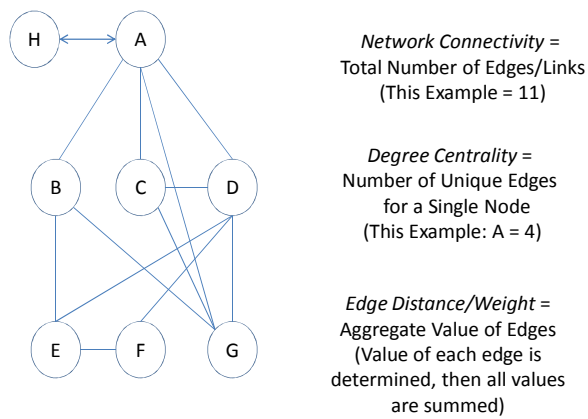 H
A
Network Connectivity =
Total Number of Edges/Links
(This Example = 11)
B
C
D
Degree Centrality =
Number of Unique Edges
for a Single Node
(This Example: A = 4)
E
F
G
Edge Distance/Weight =
Aggregate Value of Edges
(Value of each edge is
determined, then all values
are summed)